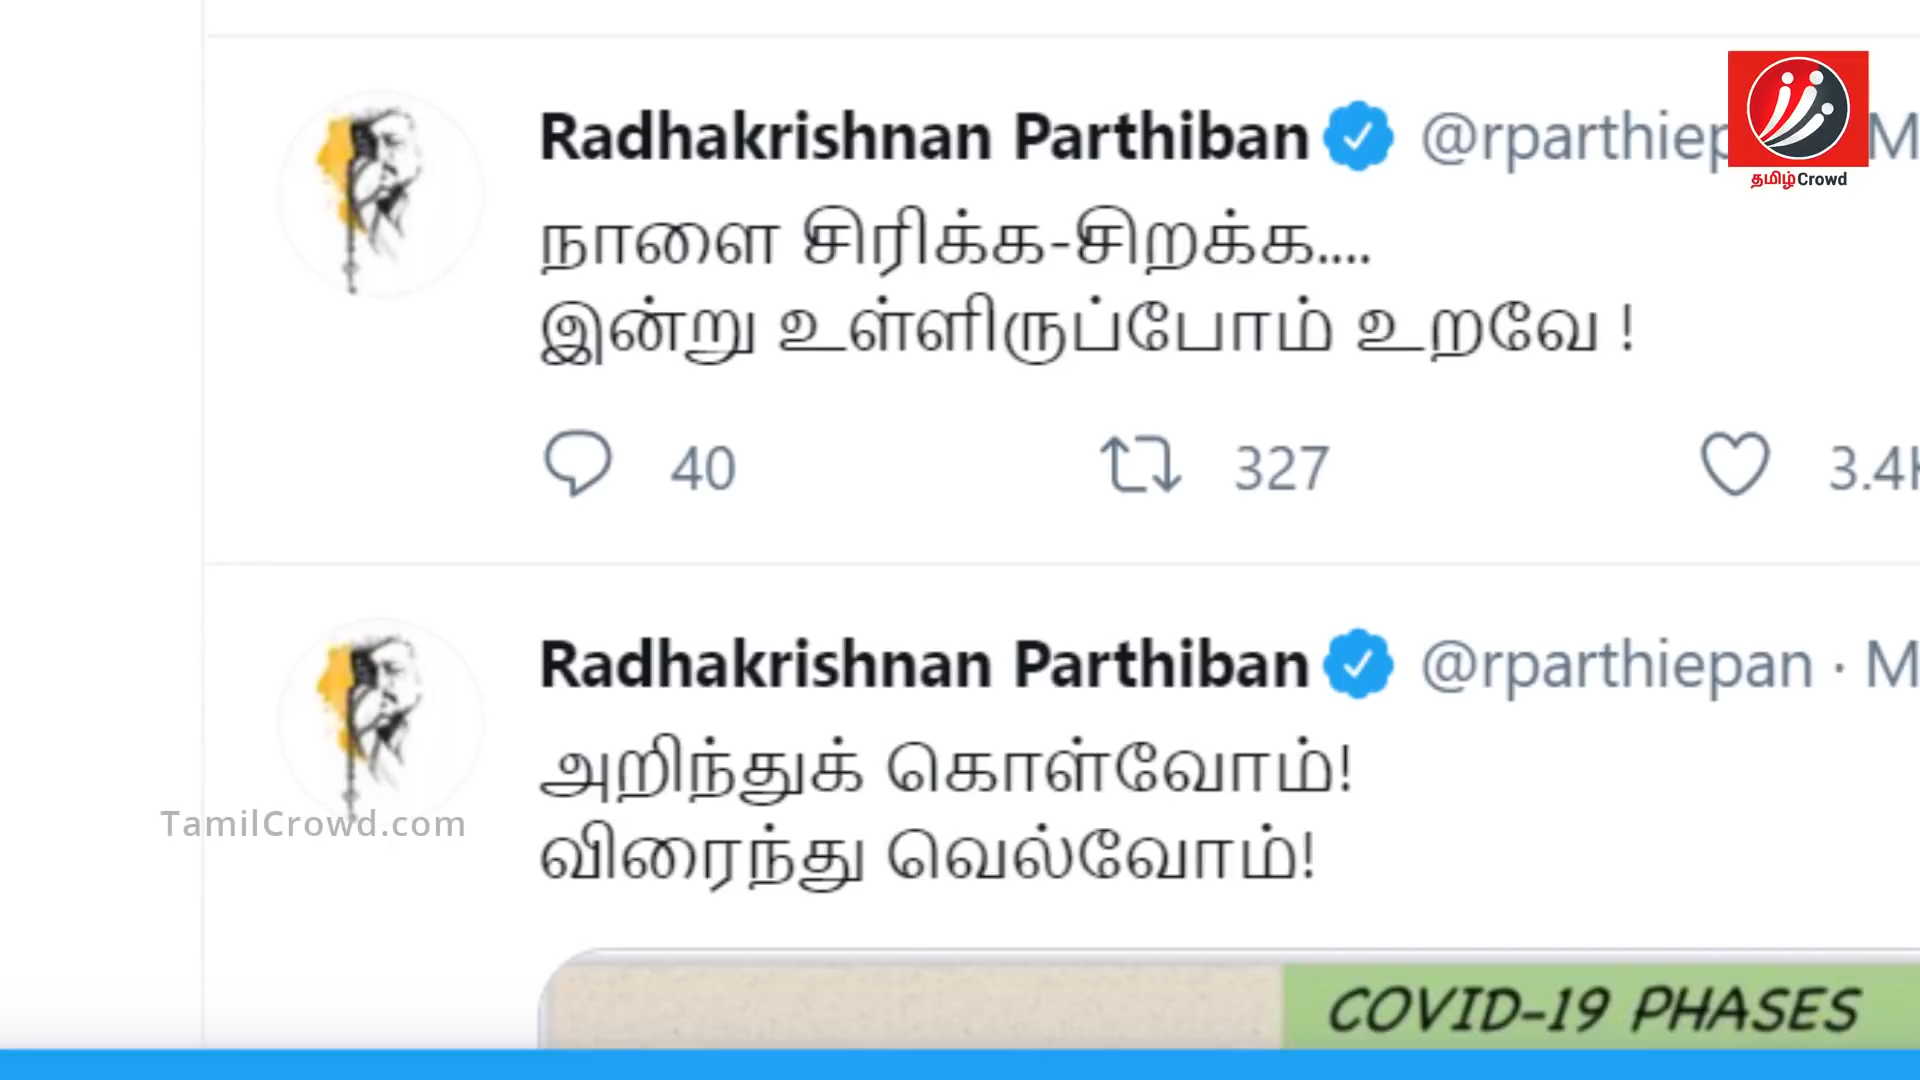 Radhakrishnan Parthiban @rparthiep
தமிழ்Crowd
நாளை சிரிக்க-சிறக்க....
இன்று உள்ளிருப்போம் உறவே !
40 327 3.4K
Radhakrishnan Parthiban @rparthiepan · M
அறிந்துக் கொள்வோம்!
விரைந்து வெல்வோம்!
TamilCrowd.com
COVID-19 PHASES